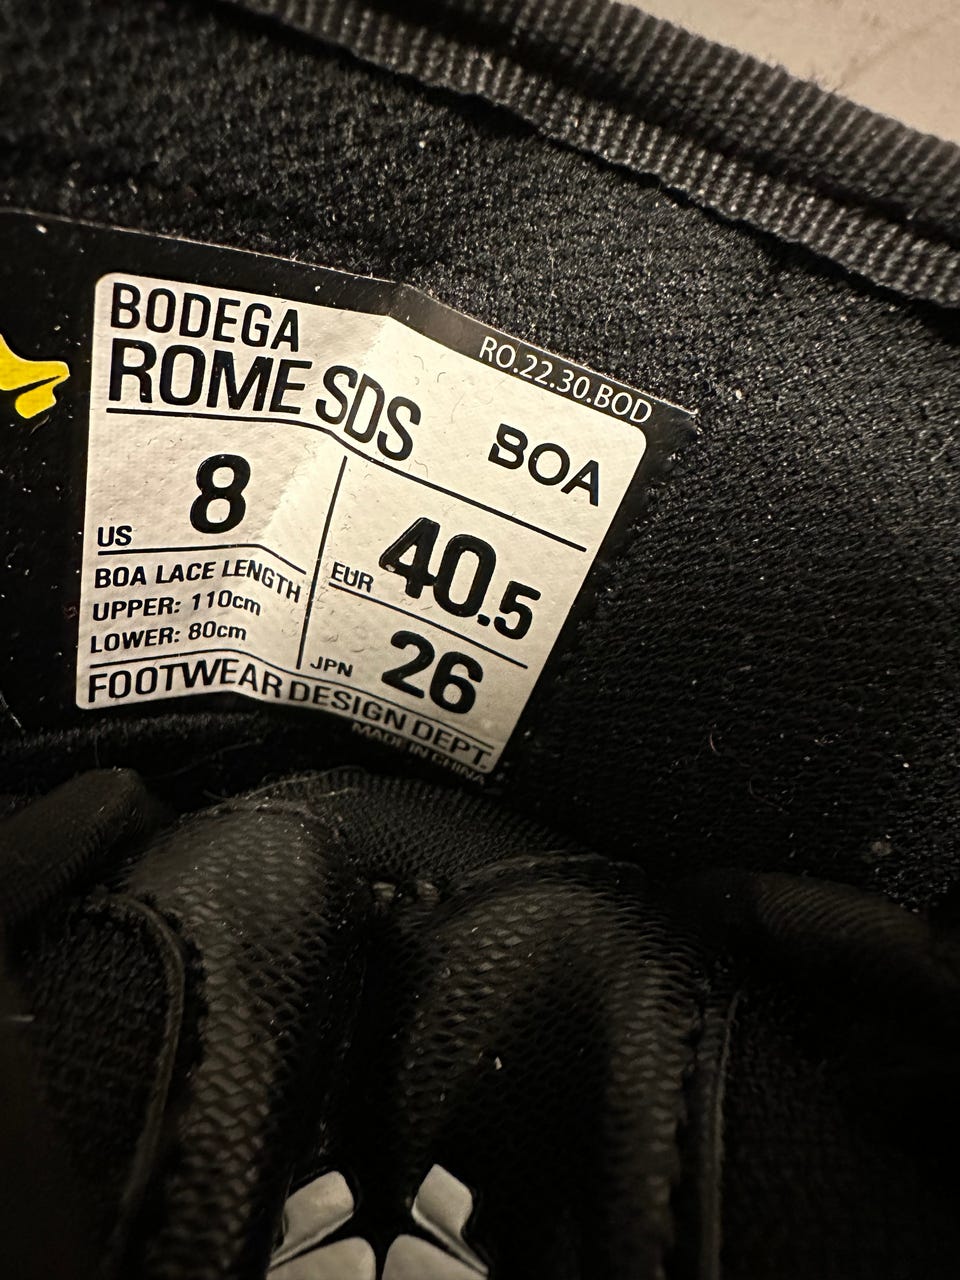 RO.22.30.BOD
BODEGA
ROME SDS BOA
US 8
EUR 40.5
BOA LACE LENGTH
UPPER: 110cm
LOWER: 80cm
JPN 26
FOOTWEAR DESIGN DEPT.
MADE IN CHINA